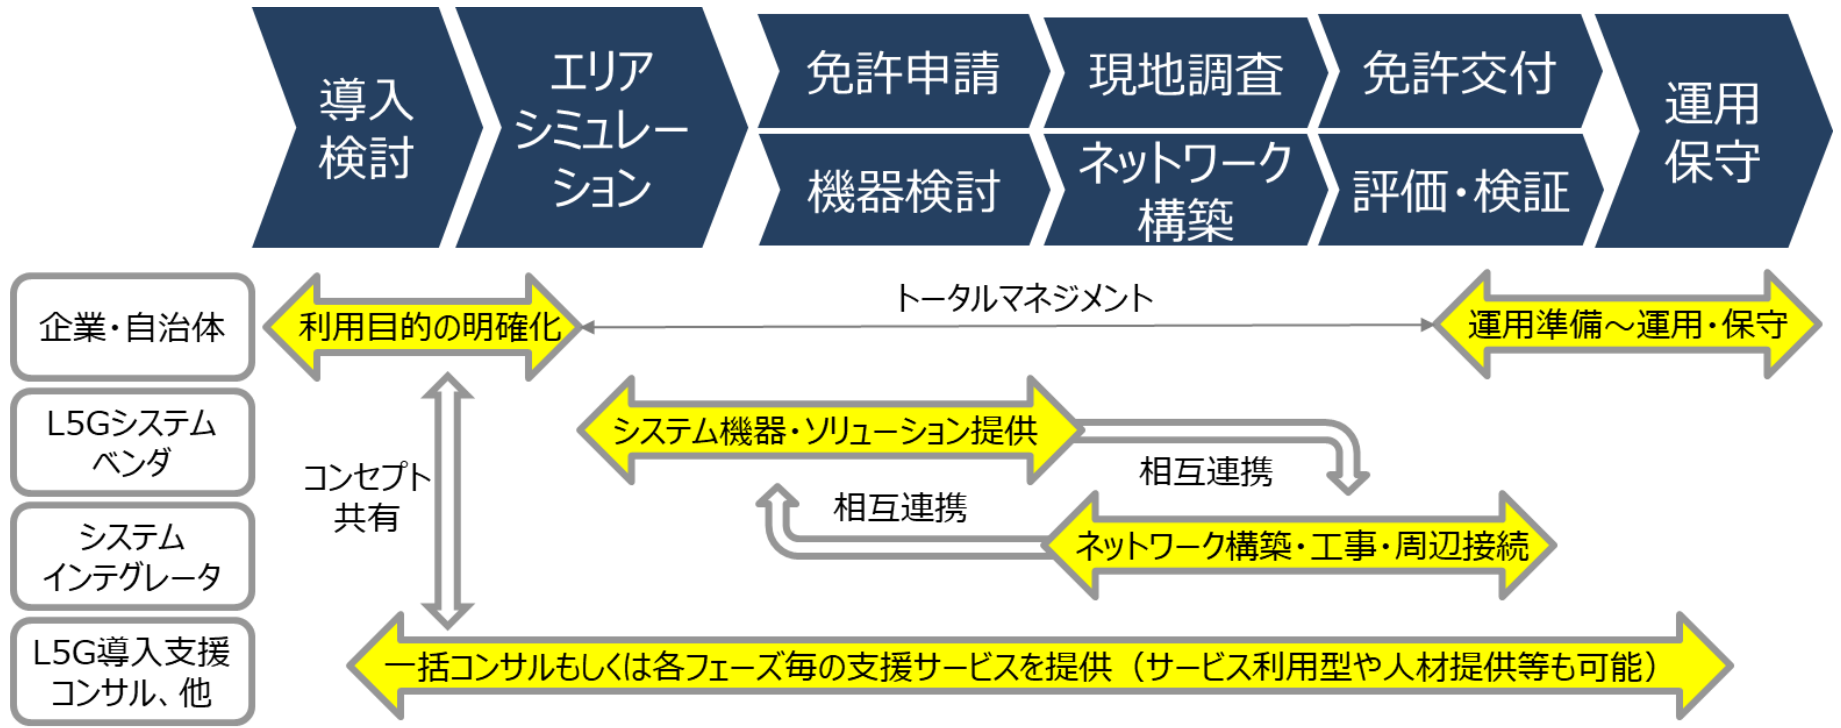 導入
検討
エリア
シミュレー
ション
免許申請
現地調査
免許交付
機器検討
ネットワーク
構築
評価・検証
運用
保守
企業・自治体
利用目的の明確化
トータルマネジメント
運用準備～運用・保守
L5Gシステム
ベンダ
システム機器・ソリューション提供
コンセプト
共有
相互連携
相互連携
システム
インテグレータ
ネットワーク構築・工事・周辺接続
L5G導入支援
コンサル、他
一括コンサルもしくは各フェーズ毎の支援サービスを提供（サービス利用型や人材提供等も可能）